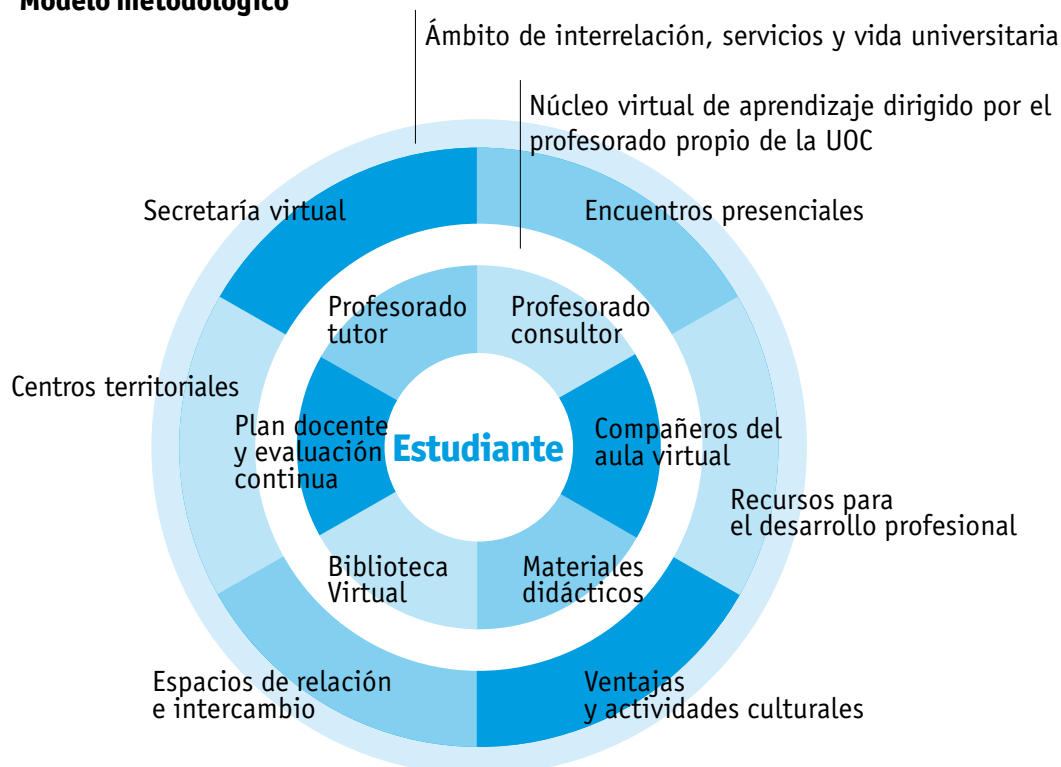 Modelo metodológico
Ámbito de interrelación, servicios y vida universitaria
Núcleo virtual de aprendizaje dirigido por el
profesorado propio de la UOC
Secretaría virtual
Encuentros presenciales
Profesorado
tutor
Profesorado
consultor
Centros territoriales
Plan docente
y evaluación
continua
Estudiante
Compañeros del
aula virtual
Recursos para
el desarrollo profesional
Biblioteca
Virtual
Materiales
didácticos
Espacios de relación
e intercambio
Ventajas
y actividades culturales